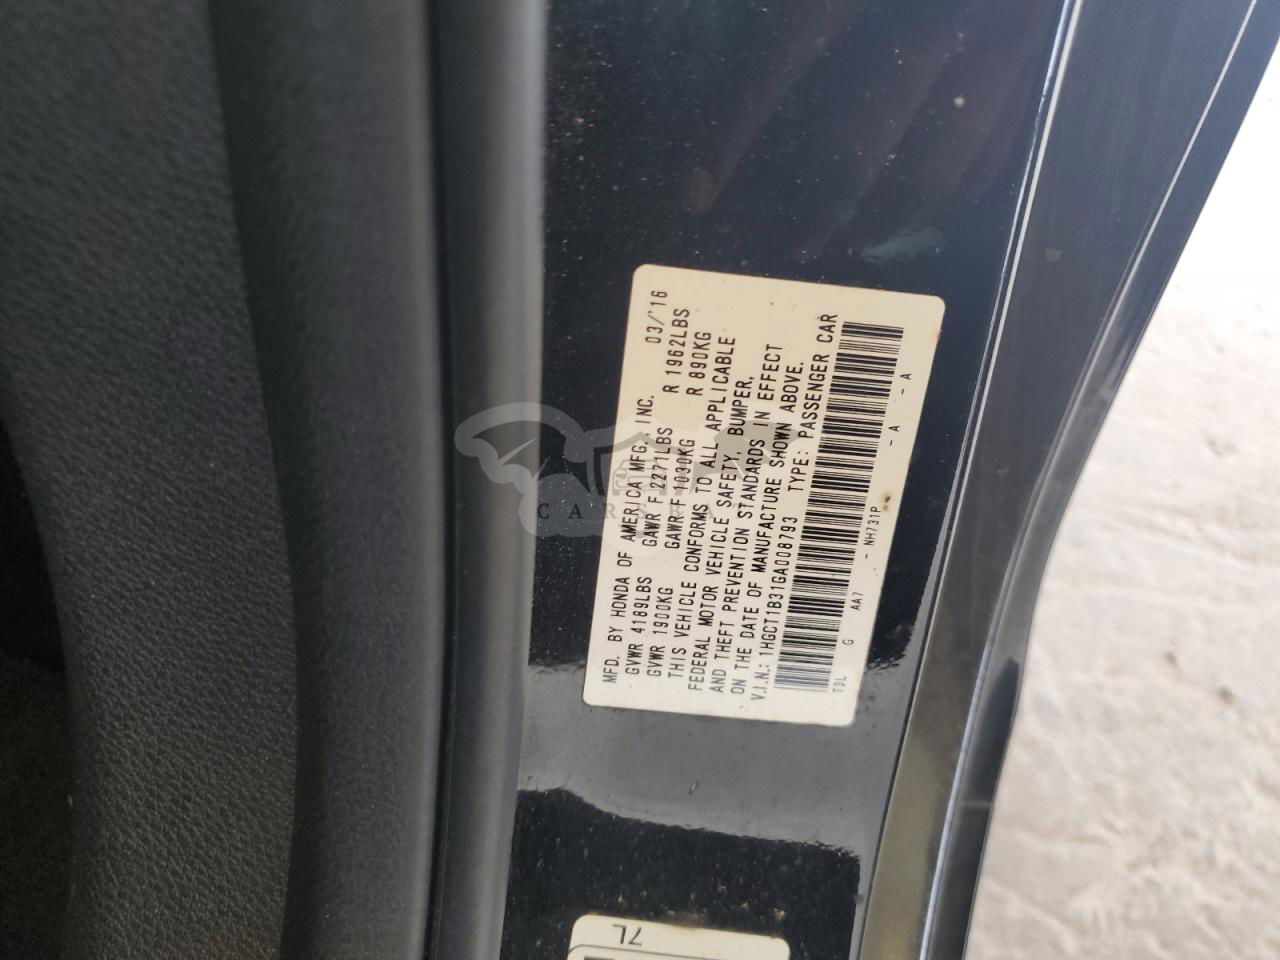 MFD. BY HONDA OF AMERICA MFG., INC. 03/'16
GVWR 4189LBS GAWR F 2271LBS R 1962LBS
GVWR 1900KG GAWR F 1030KG R 890KG
THIS VEHICLE CONFORMS TO ALL APPLICABLE
FEDERAL MOTOR VEHICLE SAFETY, BUMPER,
AND THEFT PREVENTION STANDARDS IN EFFECT
ON THE DATE OF MANUFACTURE SHOWN ABOVE.
V.I.N.: 1HGCT1B31GA008793 TYPE: PASSENGER CAR
G AA7 - NH731P - A - A
T3L
7L